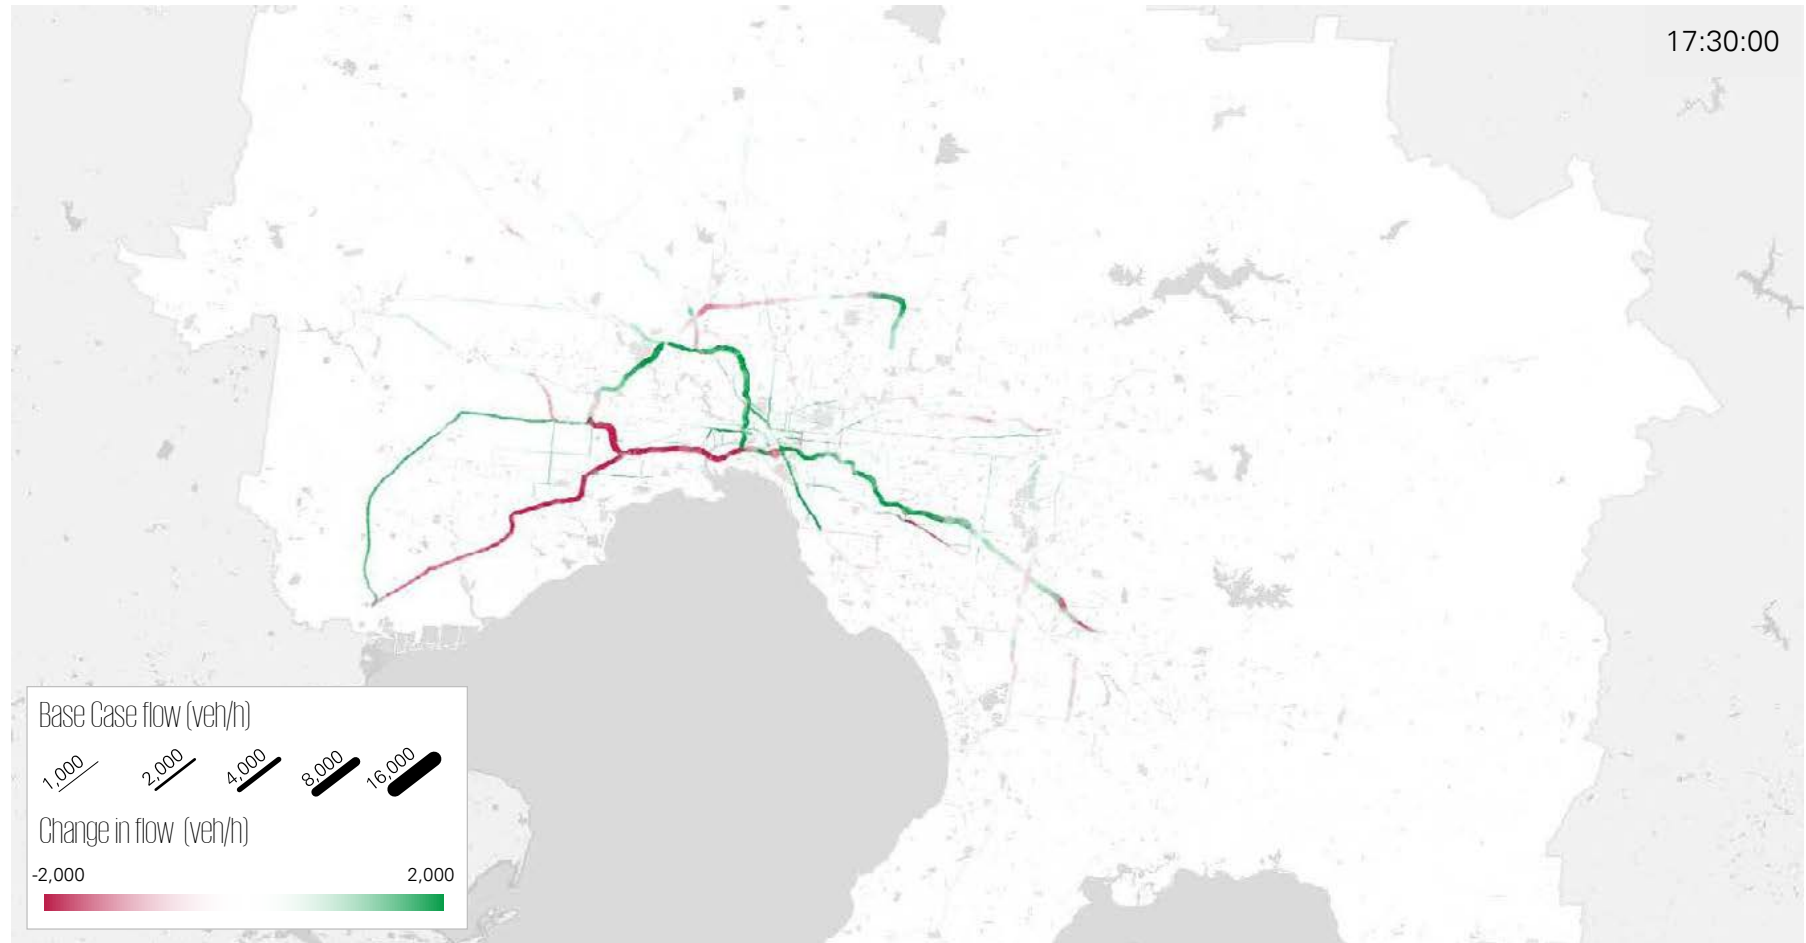 17:30:00
Base Case flow (veh/h)
1,000 2,000 4,000 8,000 16,000
Change in flow (veh/h)
-2,000 2,000